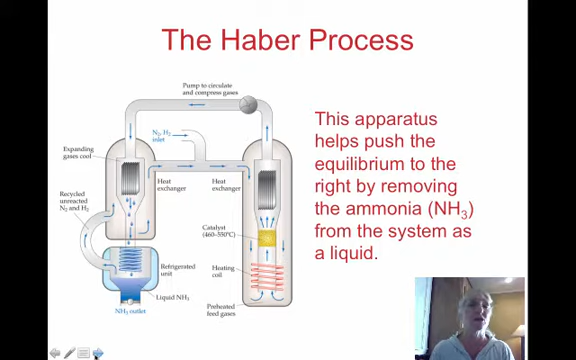 The Haber Process
Pump to circulate
and compress gases
N₂, H₂
inlet
Expanding
gases cool
Heat
exchanger
Heat
exchanger
Recycled
unreacted
N₂ and H₂
Catalyst
(460–550°C)
Refrigerated
unit
Heating
coil
Liquid NH₃
NH₃ outlet
Preheated
feed gases
This apparatus
helps push the
equilibrium to the
right by removing
the ammonia (NH₃)
from the system as
a liquid.